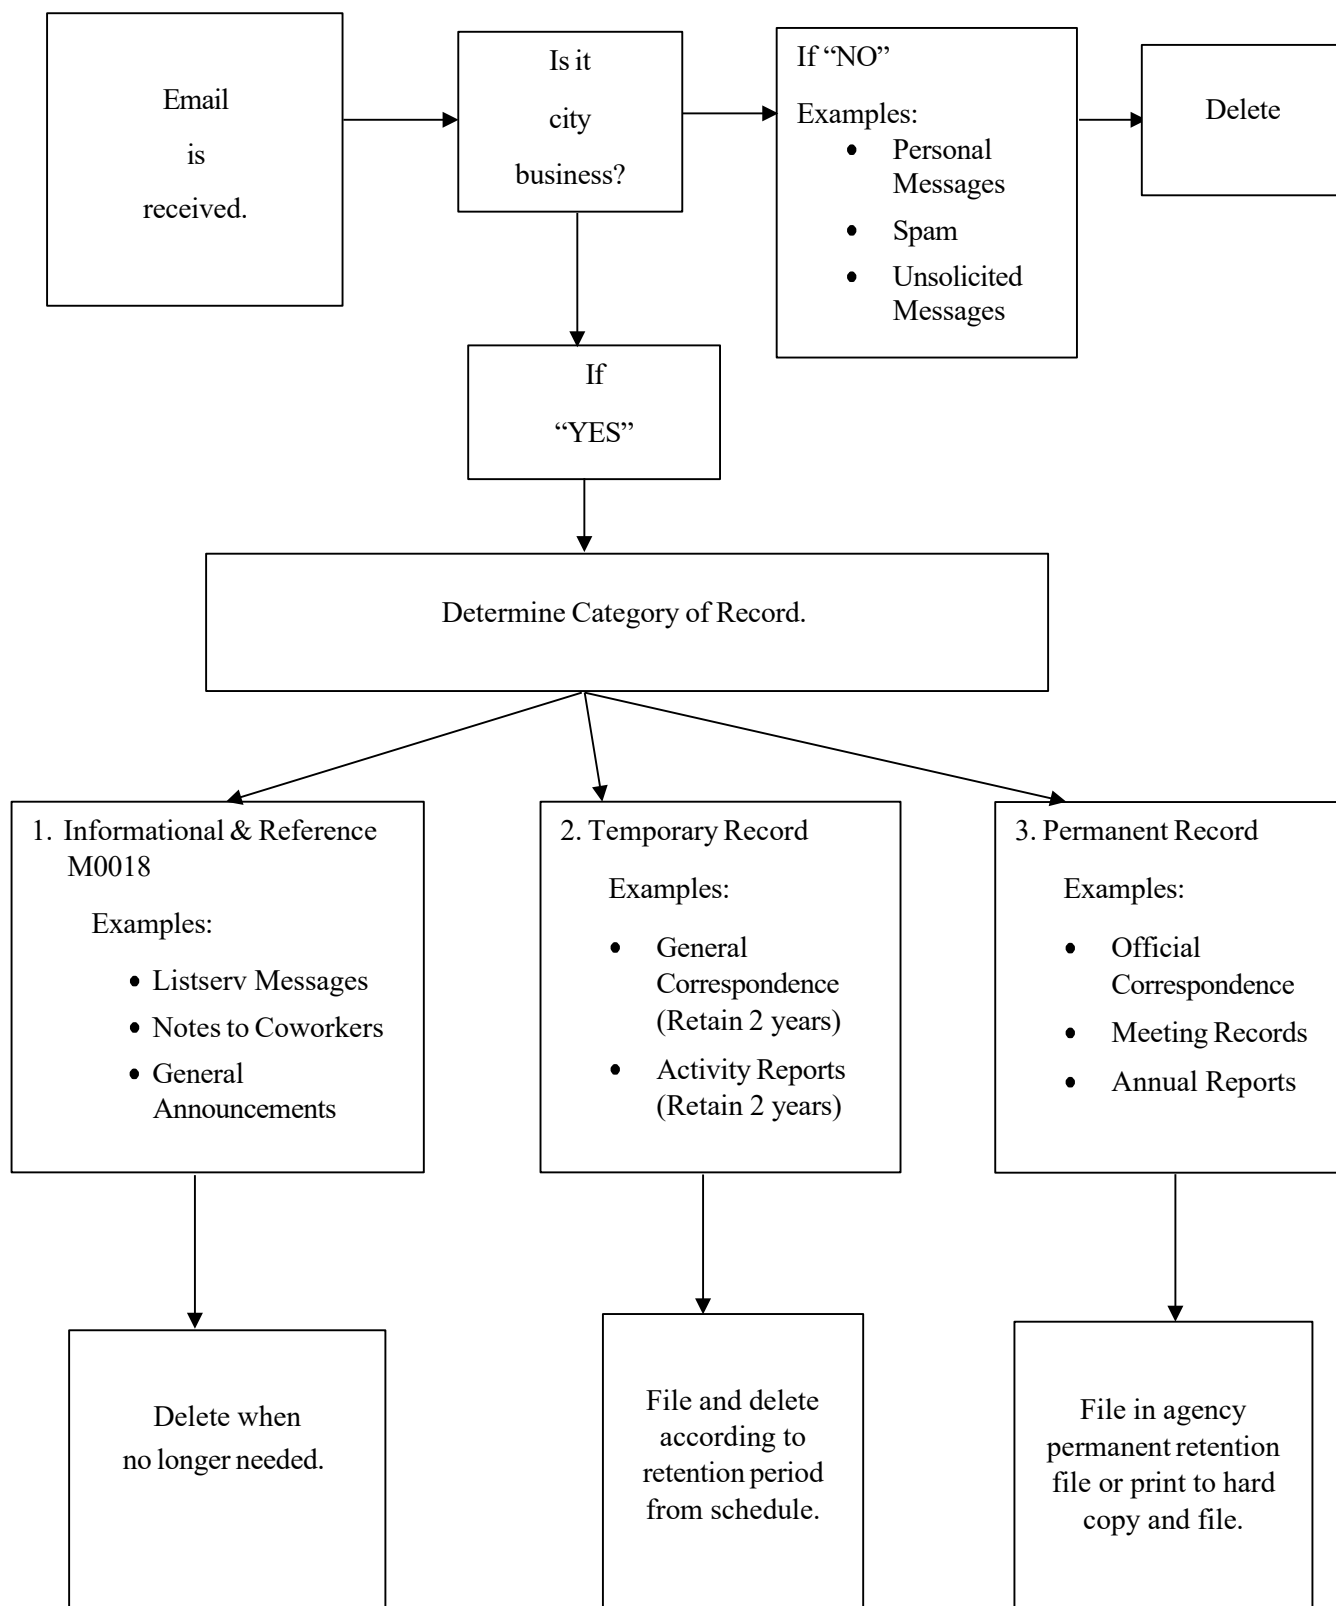 Email
is
received.
Is it
city
business?
If “NO”
Examples:
• Personal
Messages
• Spam
• Unsolicited
Messages
Delete
If
“YES”
Determine Category of Record.
1. Informational & Reference
M0018
Examples:
• Listserv Messages
• Notes to Coworkers
• General
Announcements
2. Temporary Record
Examples:
• General
Correspondence
(Retain 2 years)
• Activity Reports
(Retain 2 years)
3. Permanent Record
Examples:
• Official
Correspondence
• Meeting Records
• Annual Reports
Delete when
no longer needed.
File and delete
according to
retention period
from schedule.
File in agency
permanent retention
file or print to hard
copy and file.